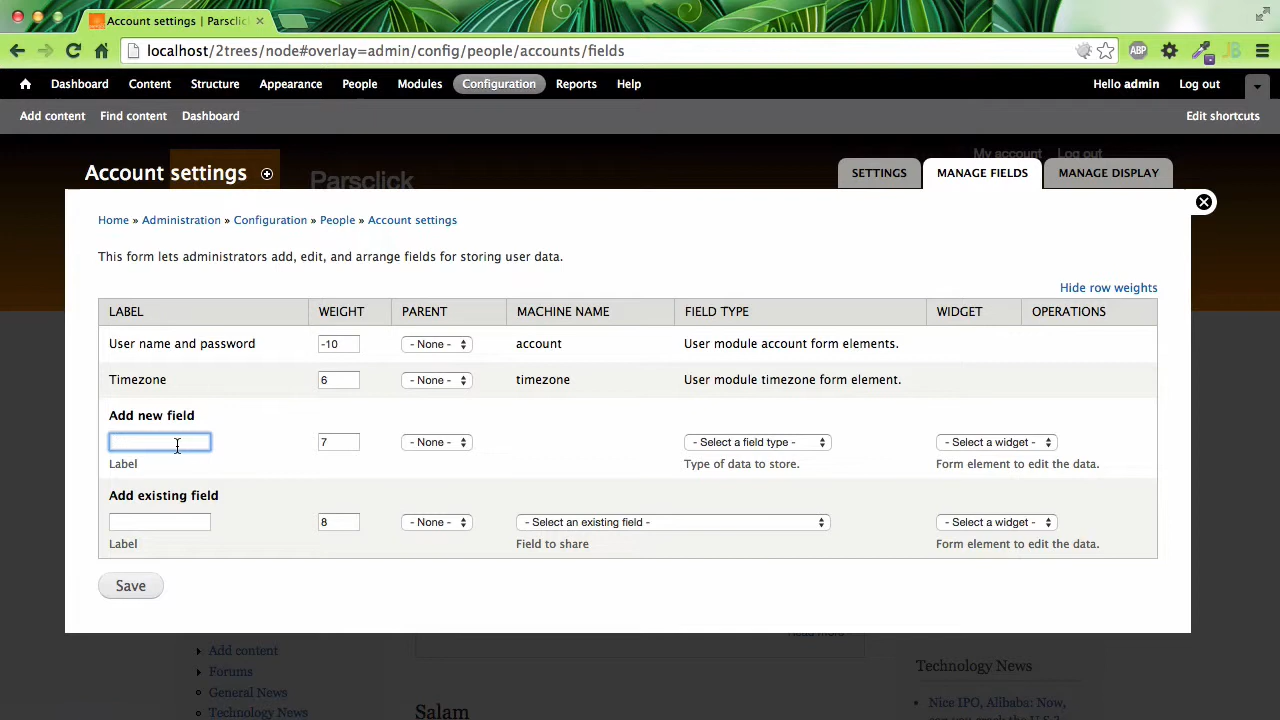 Account settings | Parsclick
localhost/2trees/node#overlay=admin/config/people/accounts/fields
ABP
Dashboard Content Structure Appearance People Modules Configuration Reports Help Hello admin Log out
Add content Find content Dashboard Edit shortcuts
My account Log out
Account settings
Parsclick
SETTINGS MANAGE FIELDS MANAGE DISPLAY
Home » Administration » Configuration » People » Account settings
This form lets administrators add, edit, and arrange fields for storing user data.
Hide row weights
LABEL WEIGHT PARENT MACHINE NAME FIELD TYPE WIDGET OPERATIONS
User name and password -10 - None - account User module account form elements.
Timezone 6 - None - timezone User module timezone form element.
Add new field
7 - None - - Select a field type - - Select a widget -
Label Type of data to store. Form element to edit the data.
Add existing field
8 - None - - Select an existing field - - Select a widget -
Label Field to share Form element to edit the data.
Save
Read more
Add content
Forums
General News
Technology News
Salam
Technology News
Nice IPO, Alibaba: Now,